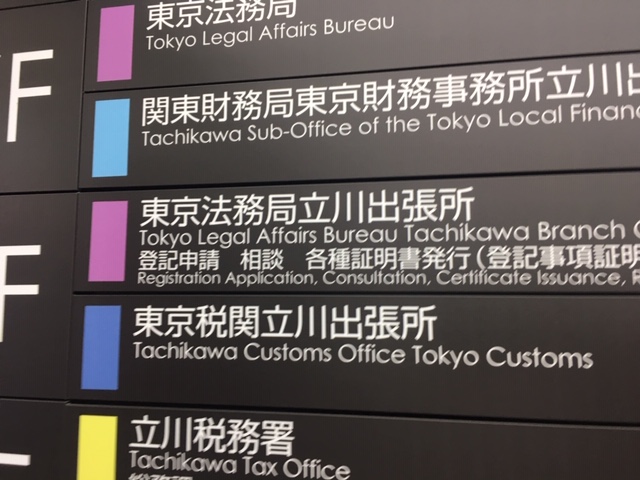 東京法務局
Tokyo Legal Affairs Bureau
F
関東財務局東京財務事務所立川出
Tachikawa Sub-Office of the Tokyo Local Financ
東京法務局立川出張所
Tokyo Legal Affairs Bureau Tachikawa Branch
登記申請 相談 各種証明書発行(登記事項証明
Registration Application, Consultation, Certificate Issuance,
F
東京税関立川出張所
Tachikawa Customs Office Tokyo Customs
立川税務署
Tachikawa Tax Office